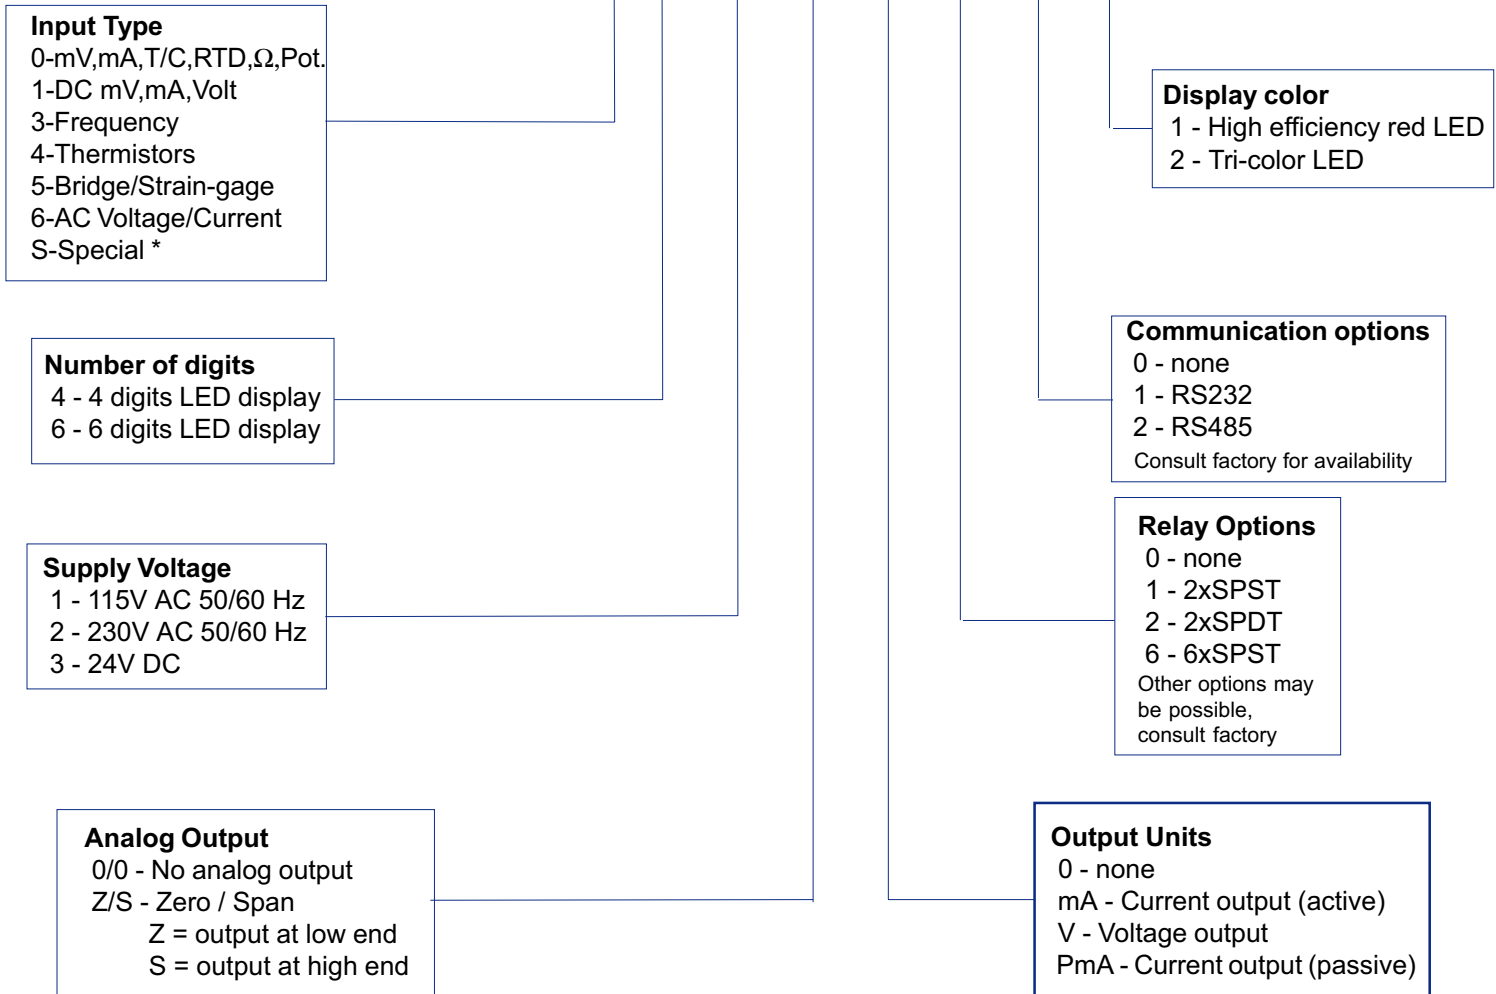 Input Type
0-mV,mA,T/C,RTD,Ω,Pot.
1-DC mV,mA,Volt
3-Frequency
4-Thermistors
5-Bridge/Strain-gage
6-AC Voltage/Current
S-Special *
Number of digits
4 - 4 digits LED display
6 - 6 digits LED display
Supply Voltage
1 - 115V AC 50/60 Hz
2 - 230V AC 50/60 Hz
3 - 24V DC
Analog Output
0/0 - No analog output
Z/S - Zero / Span
Z = output at low end
S = output at high end
Display color
1 - High efficiency red LED
2 - Tri-color LED
Communication options
0 - none
1 - RS232
2 - RS485
Consult factory for availability
Relay Options
0 - none
1 - 2xSPST
2 - 2xSPDT
6 - 6xSPST
Other options may
be possible,
consult factory
Output Units
0 - none
mA - Current output (active)
V - Voltage output
PmA - Current output (passive)